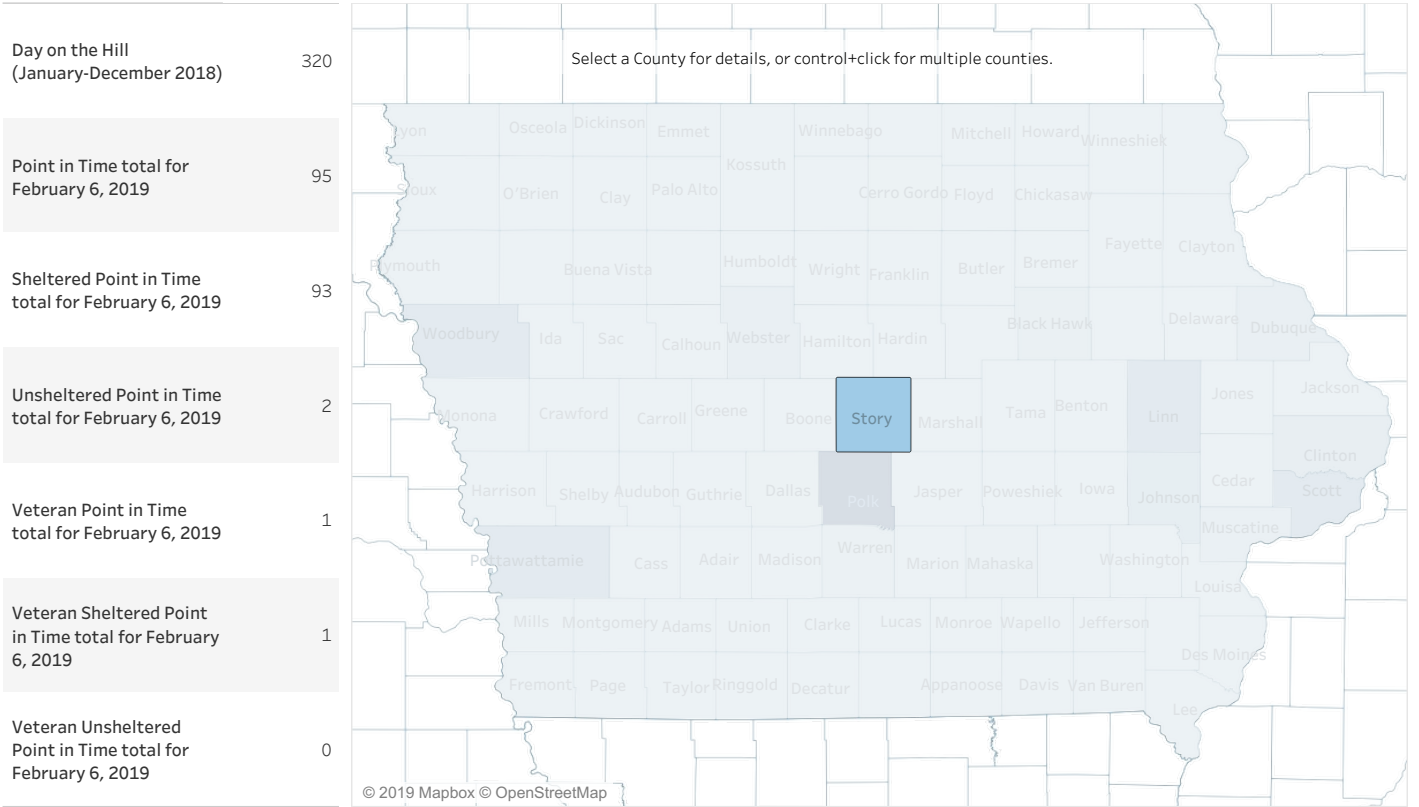 Day on the Hill
(January-December 2018)
320
Point in Time total for
February 6, 2019
95
Sheltered Point in Time
total for February 6, 2019
93
Unsheltered Point in Time
total for February 6, 2019
2
Veteran Point in Time
total for February 6, 2019
1
Veteran Sheltered Point
in Time total for February
6, 2019
1
Veteran Unsheltered
Point in Time total for
February 6, 2019
0
Select a County for details, or control+click for multiple counties.
Lyon Osceola Dickinson Emmet Winnebago Mitchell Howard Winneshiek
Kossuth
Sioux O'Brien Clay Palo Alto Cerro Gordo Floyd Chickasaw
Fayette Clayton
Plymouth Buena Vista Humboldt Wright Franklin Butler Bremer
Woodbury Ida Sac Calhoun Webster Hamilton Hardin Black Hawk Delaware Dubuque
Monona Crawford Carroll Greene Boone Story Marshall Tama Benton Linn Jones Jackson
Clinton
Harrison Shelby Audubon Guthrie Dallas Polk Jasper Poweshiek Iowa Johnson Cedar Scott
Muscatine
Pottawattamie Cass Adair Madison Warren Marion Mahaska Washington
Louisa
Mills Montgomery Adams Union Clarke Lucas Monroe Wapello Jefferson
Des Moines
Fremont Page Taylor Ringgold Decatur Appanoose Davis Van Buren
Lee
© 2019 Mapbox © OpenStreetMap